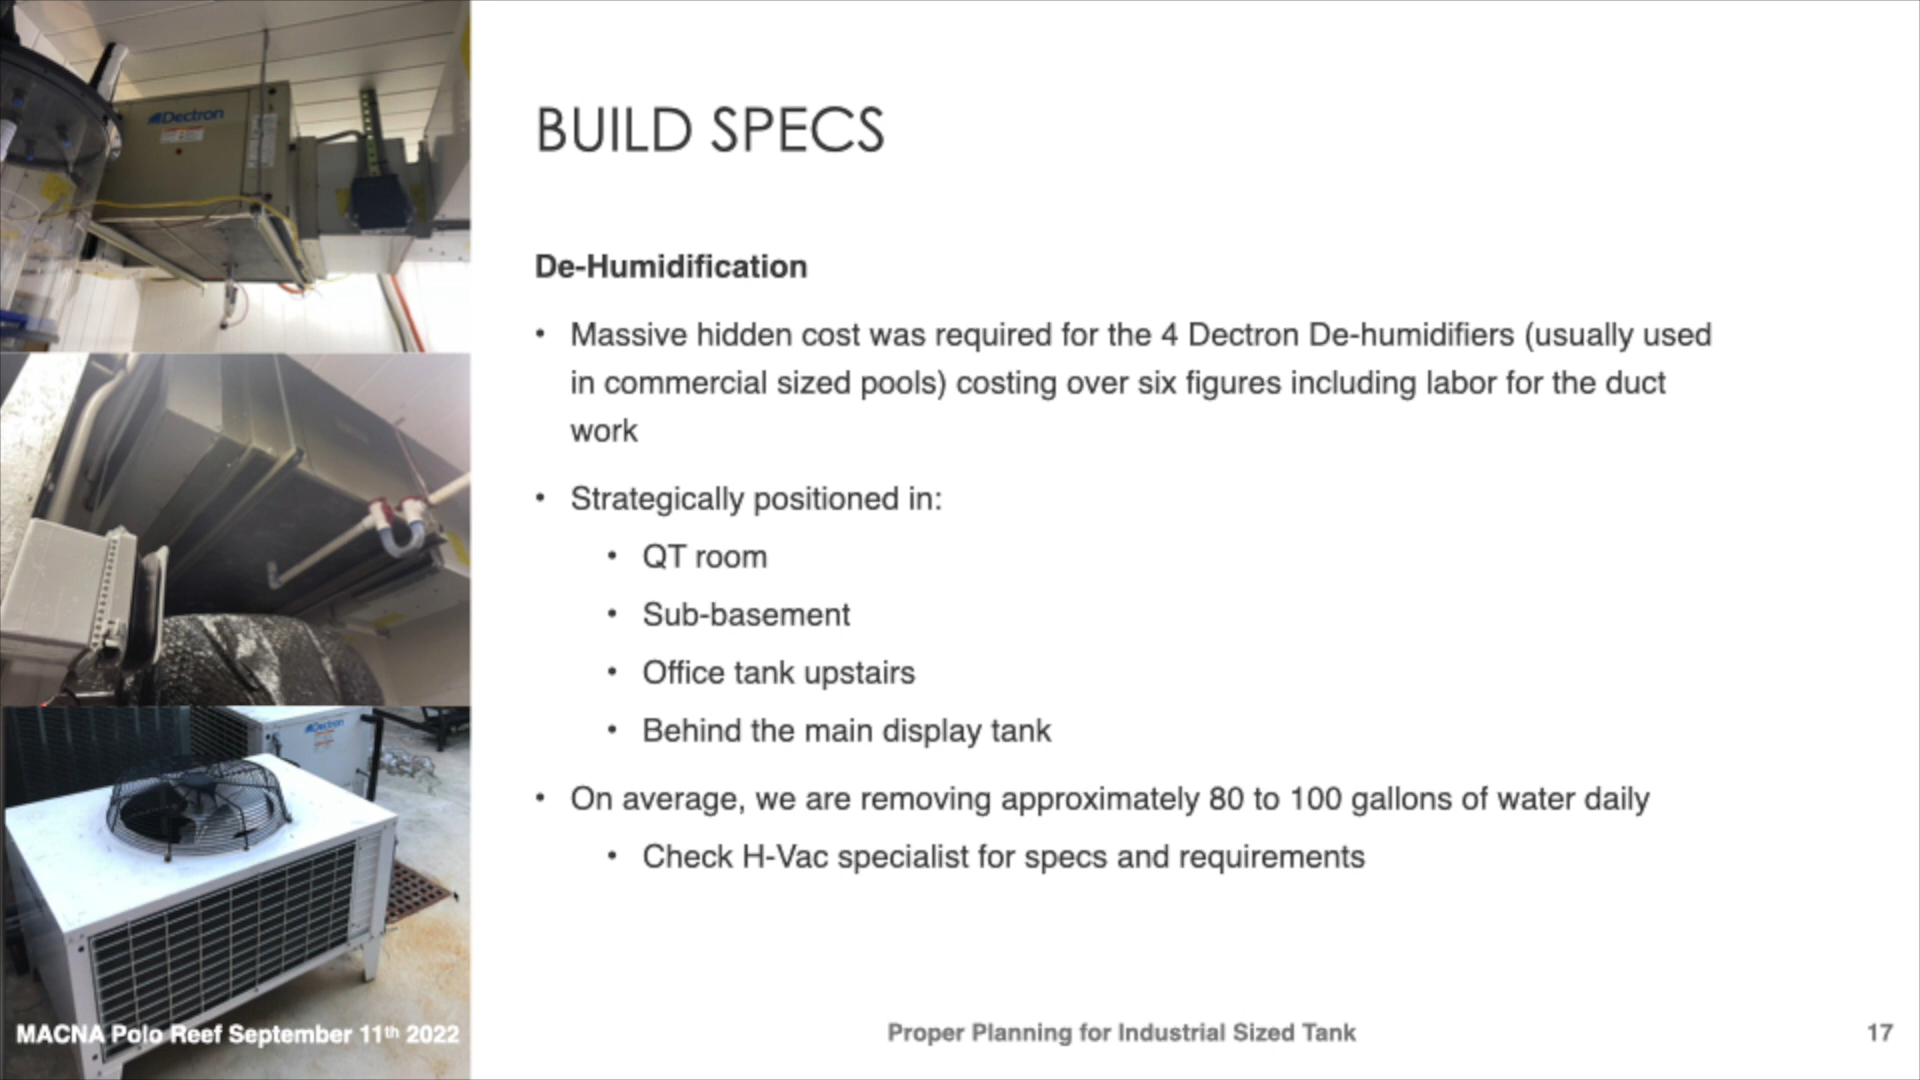 Dectron
BUILD SPECS
De-Humidification
• Massive hidden cost was required for the 4 Dectron De-humidifiers (usually used
in commercial sized pools) costing over six figures including labor for the duct
work
• Strategically positioned in:
• QT room
• Sub-basement
• Office tank upstairs
• Behind the main display tank
• On average, we are removing approximately 80 to 100 gallons of water daily
• Check H-Vac specialist for specs and requirements
Dectron
MACNA Polo Reef September 11th 2022
Proper Planning for Industrial Sized Tank
17